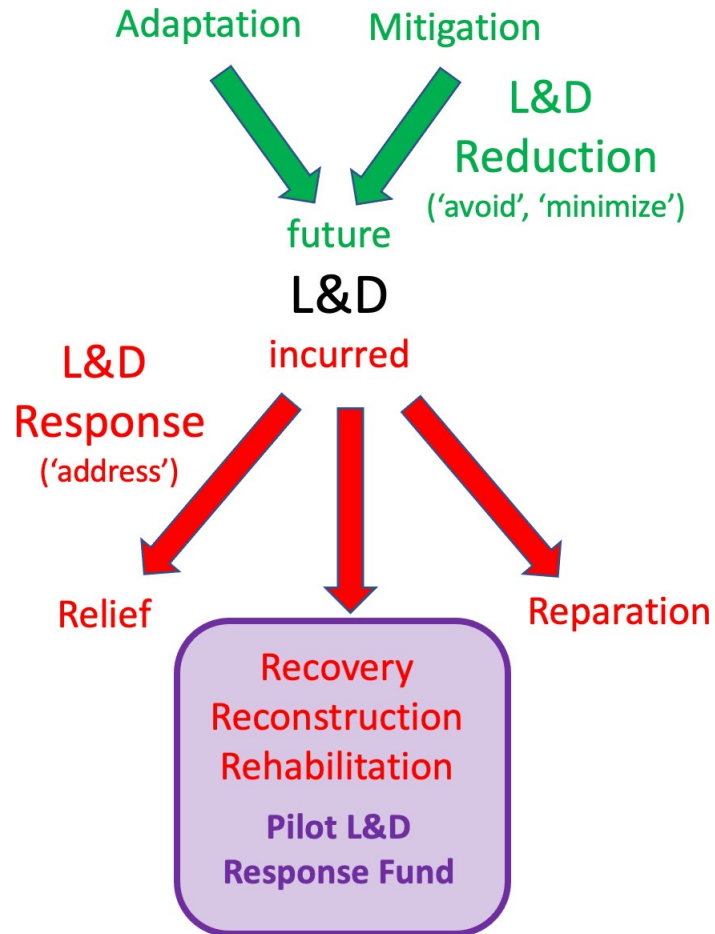 Adaptation
Mitigation
L&D
Reduction
(‘avoid’, ‘minimize’)
future
L&D
incurred
L&D
Response
(‘address’)
Relief
Reparation
Recovery
Reconstruction
Rehabilitation
Pilot L&D
Response Fund